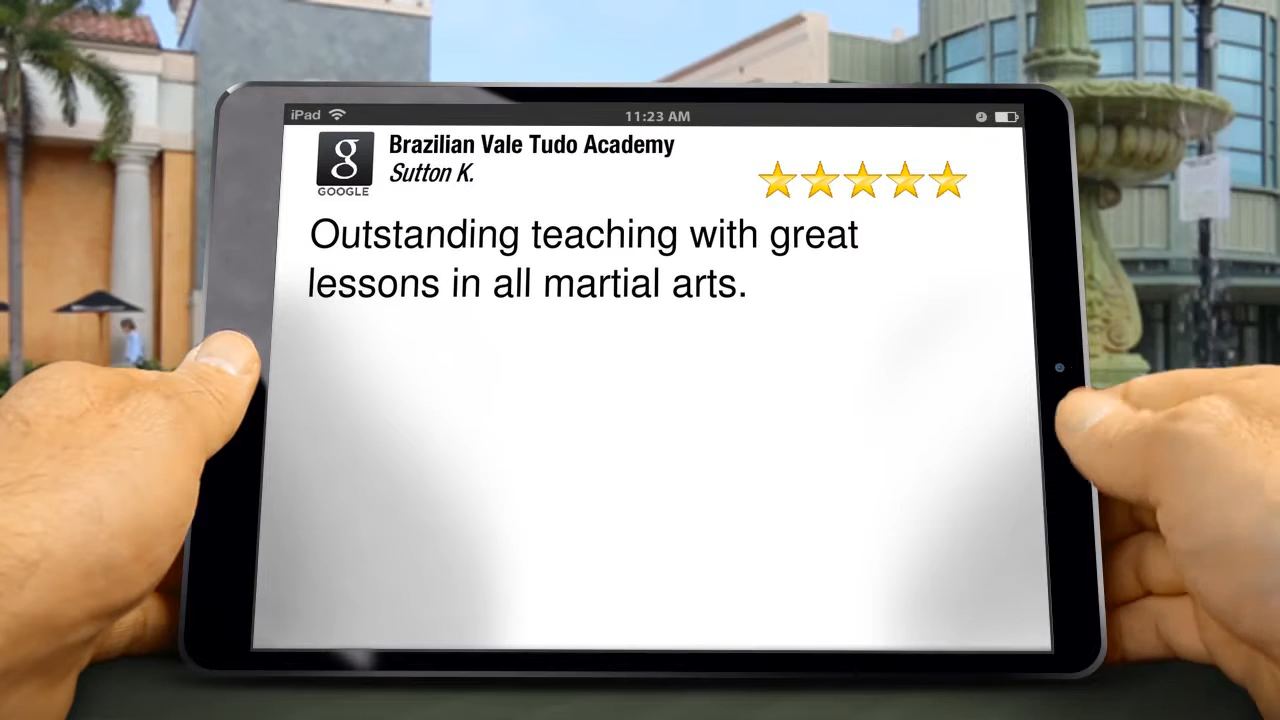 iPad 11:23 AM
g
GOOGLE
Brazilian Vale Tudo Academy
Sutton K.
Outstanding teaching with great
lessons in all martial arts.